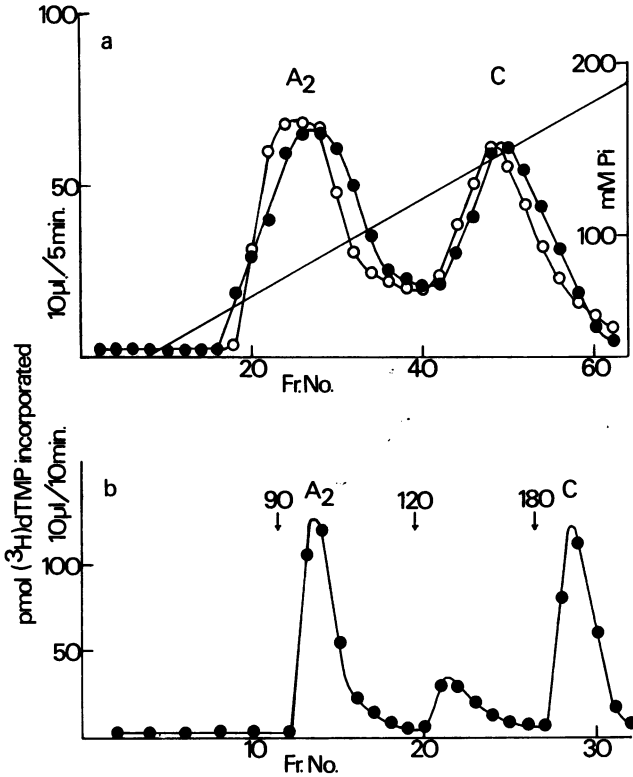 100
a
A2
C
200
50
mM Pi
100
10µl/5min.
20
40
60
Fr.No.
pmol (³H)dTMP incorporated
10µl/10min.
b
90
A2
120
180
C
100
50
10
20
30
Fr.No.